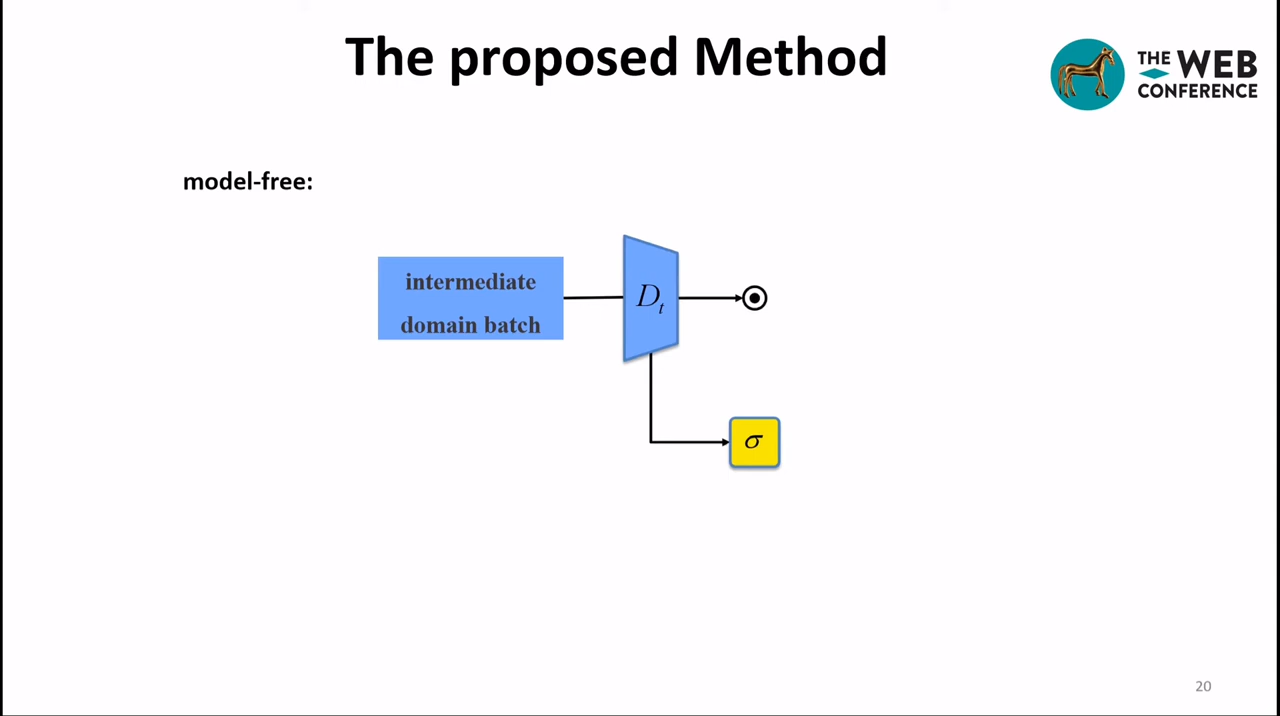 The proposed Method
THE WEB
CONFERENCE
model-free:
intermediate
domain batch
D_t
σ
20